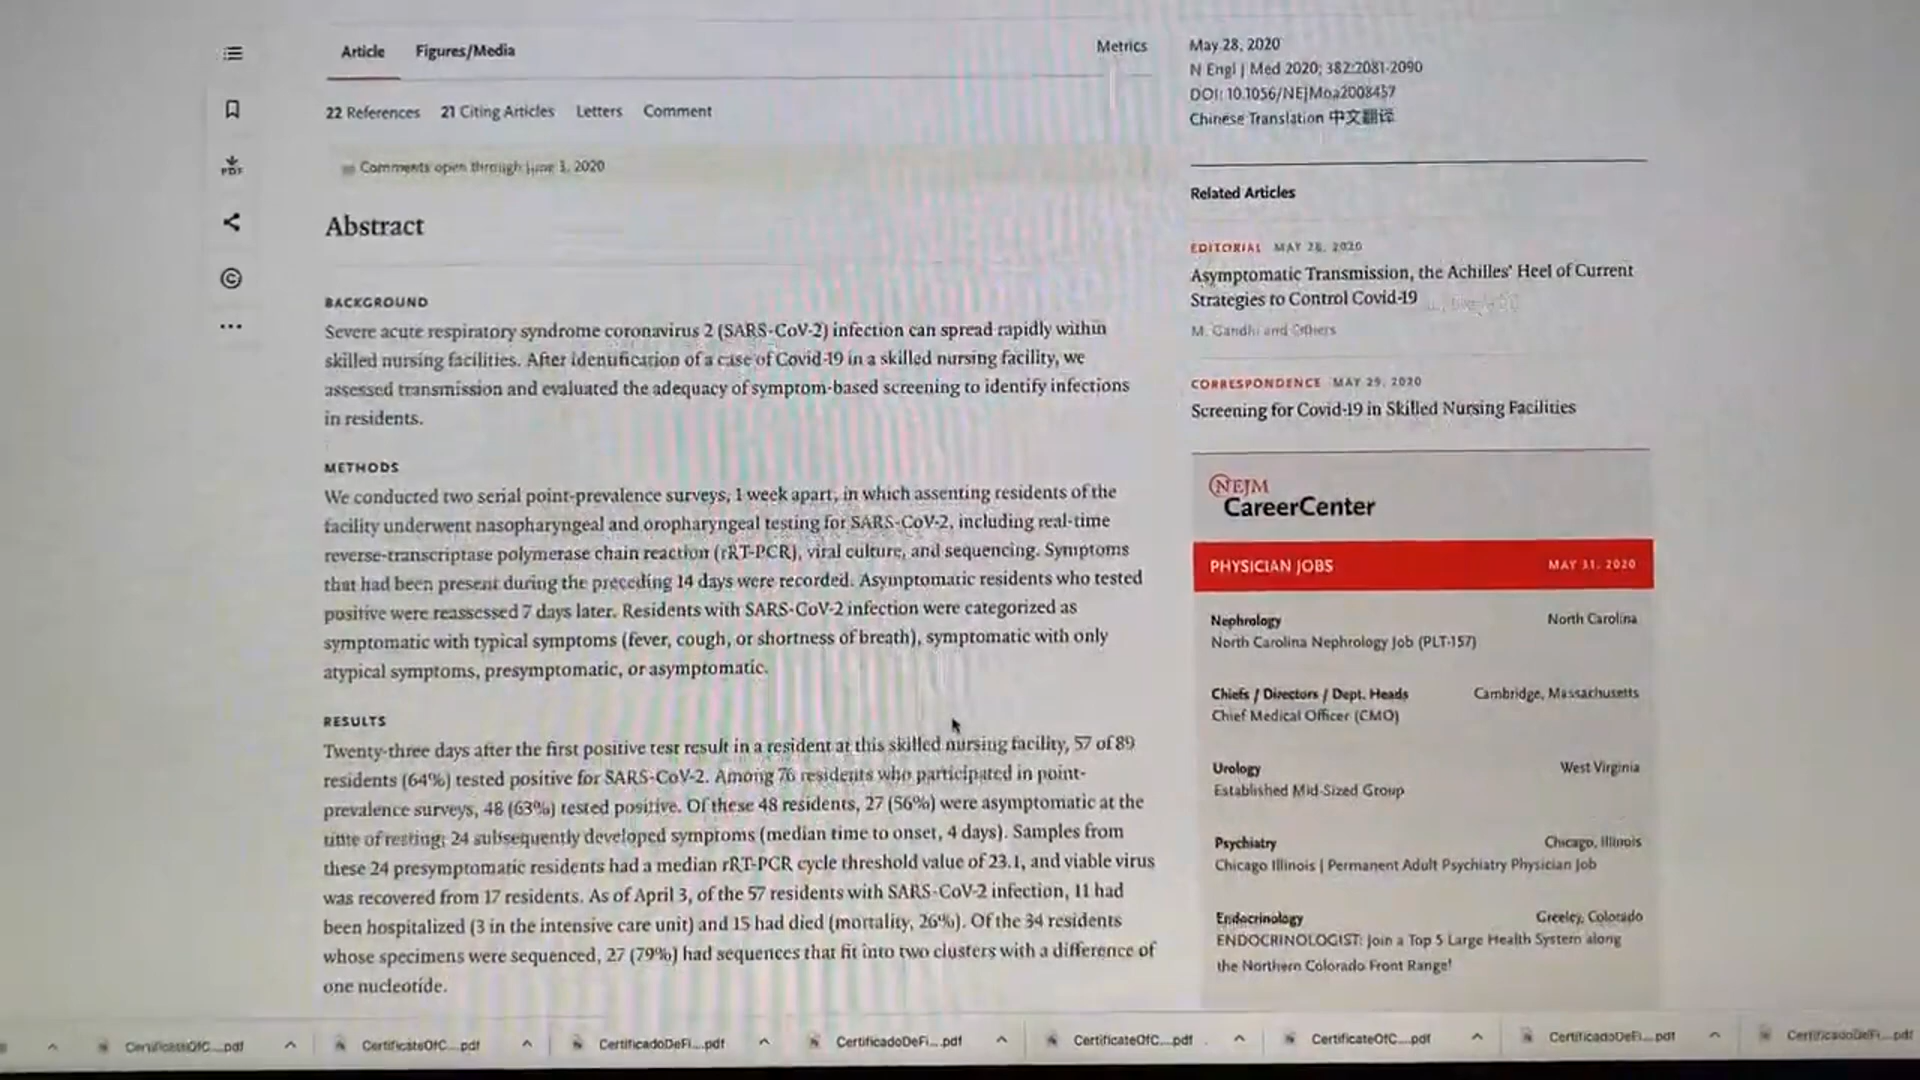 Article Figures/Media Metrics
22 References 21 Citing Articles Letters Comment
Comments open through June 3, 2020
Abstract
BACKGROUND
Severe acute respiratory syndrome coronavirus 2 (SARS-CoV-2) infection can spread rapidly within
skilled nursing facilities. After identification of a case of Covid-19 in a skilled nursing facility, we
assessed transmission and evaluated the adequacy of symptom-based screening to identify infections
in residents.
METHODS
We conducted two serial point-prevalence surveys, 1 week apart, in which assenting residents of the
facility underwent nasopharyngeal and oropharyngeal testing for SARS-CoV-2, including real-time
reverse-transcriptase polymerase chain reaction (rRT-PCR), viral culture, and sequencing. Symptoms
that had been present during the preceding 14 days were recorded. Asymptomatic residents who tested
positive were reassessed 7 days later. Residents with SARS-CoV-2 infection were categorized as
symptomatic with typical symptoms (fever, cough, or shortness of breath), symptomatic with only
atypical symptoms, presymptomatic, or asymptomatic.
RESULTS
Twenty-three days after the first positive test result in a resident at this skilled nursing facility, 57 of 89
residents (64%) tested positive for SARS-CoV-2. Among 76 residents who participated in point-
prevalence surveys, 48 (63%) tested positive. Of these 48 residents, 27 (56%) were asymptomatic at the
time of testing; 24 subsequently developed symptoms (median time to onset, 4 days). Samples from
these 24 presymptomatic residents had a median rRT-PCR cycle threshold value of 23.1, and viable virus
was recovered from 17 residents. As of April 3, of the 57 residents with SARS-CoV-2 infection, 11 had
been hospitalized (3 in the intensive care unit) and 15 had died (mortality, 26%). Of the 34 residents
whose specimens were sequenced, 27 (79%) had sequences that fit into two clusters with a difference of
one nucleotide.
May 28, 2020
N Engl J Med 2020; 382:2081-2090
DOI: 10.1056/NEJMoa2008457
Chinese Translation 中文翻译
Related Articles
EDITORIAL MAY 28, 2020
Asymptomatic Transmission, the Achilles' Heel of Current
Strategies to Control Covid-19
M. Gandhi and Others
CORRESPONDENCE MAY 29, 2020
Screening for Covid-19 in Skilled Nursing Facilities
NEJM
CareerCenter
PHYSICIAN JOBS MAY 31, 2020
Nephrology North Carolina
North Carolina Nephrology Job (PLT-157)
Chiefs / Directors / Dept. Heads Cambridge, Massachusetts
Chief Medical Officer (CMO)
Urology West Virginia
Established Mid-Sized Group
Psychiatry Chicago, Illinois
Chicago Illinois | Permanent Adult Psychiatry Physician Job
Endocrinology Greeley, Colorado
ENDOCRINOLOGIST: Join a Top 5 Large Health System along
the Northern Colorado Front Range!
PDF
CertificateOfC....pdf CertificateOfC....pdf CertificadoDeFi....pdf CertificadoDeFi....pdf CertificateOfC....pdf CertificateOfC....pdf CertificadoDeFi....pdf CertificadoDeFi....pdf